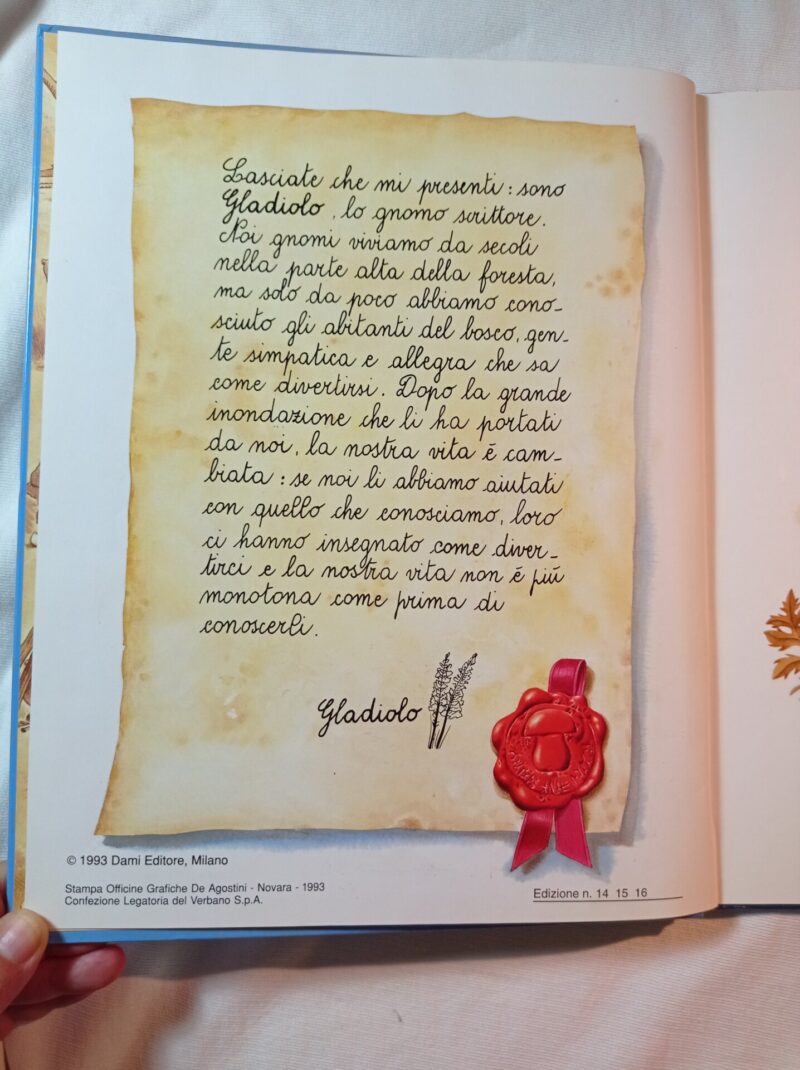 Lasciate che mi presenti : sono
Gladiolo , lo gnomo scrittore.
Noi gnomi viviamo da secoli
nella parte alta della foresta,
ma solo da poco abbiamo cono-
sciuto gli abitanti del bosco, gen-
te simpatica e allegra che sa
come divertirsi. Dopo la grande
inondazione che li ha portati
da noi, la nostra vita é cam-
biata : se noi li abbiamo aiutati
con quello che conosciamo, loro
ci hanno insegnato come diver-
tirci e la nostra vita non é piú
monotona come prima di
conoscerli.
Gladiolo
© 1993 Dami Editore, Milano
Stampa Officine Grafiche De Agostini - Novara - 1993
Confezione Legatoria del Verbano S.p.A.
Edizione n. 14 15 16